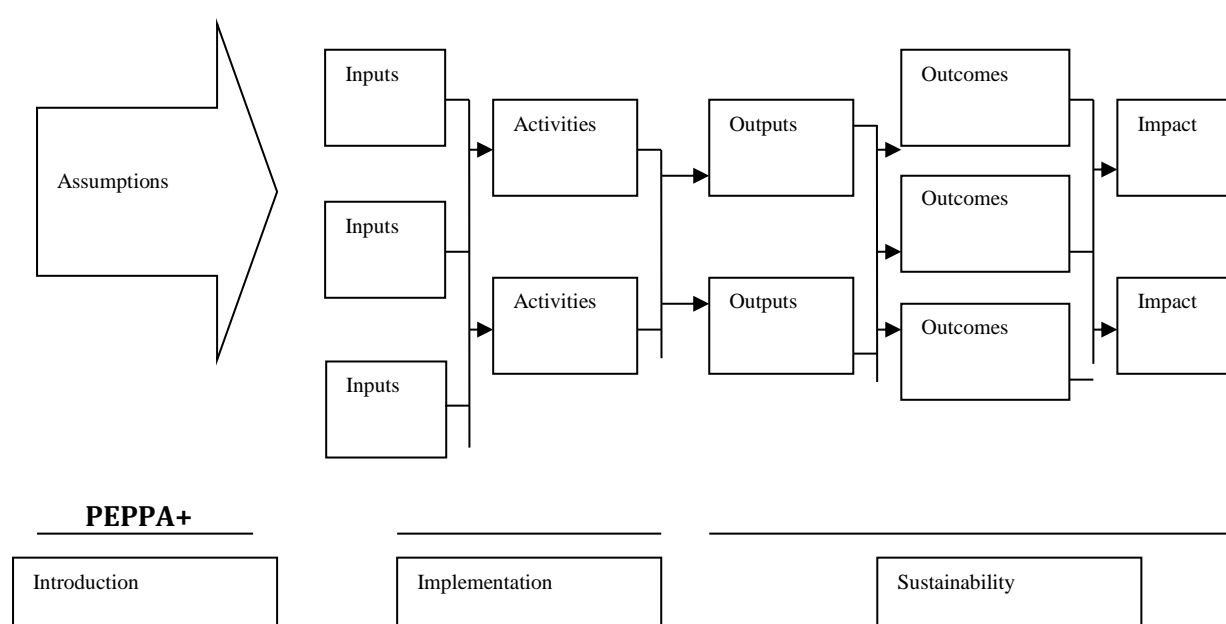 Assumptions
Inputs
Inputs
Inputs
Activities
Activities
Outputs
Outputs
Outcomes
Outcomes
Outcomes
Impact
Impact
PEPPA+
Introduction
Implementation
Sustainability